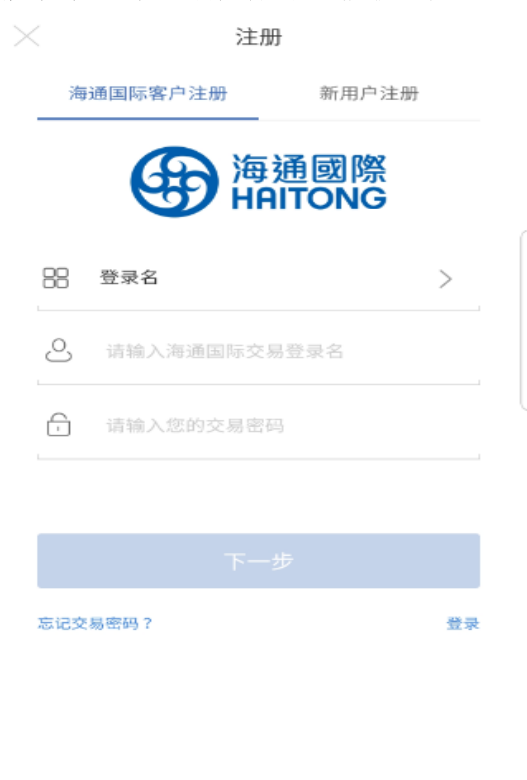 注册
海通国际客户注册 新用户注册
海通國際
HAITONG
登录名
请输入海通国际交易登录名
请输入您的交易密码
下一步
忘记交易密码？ 登录